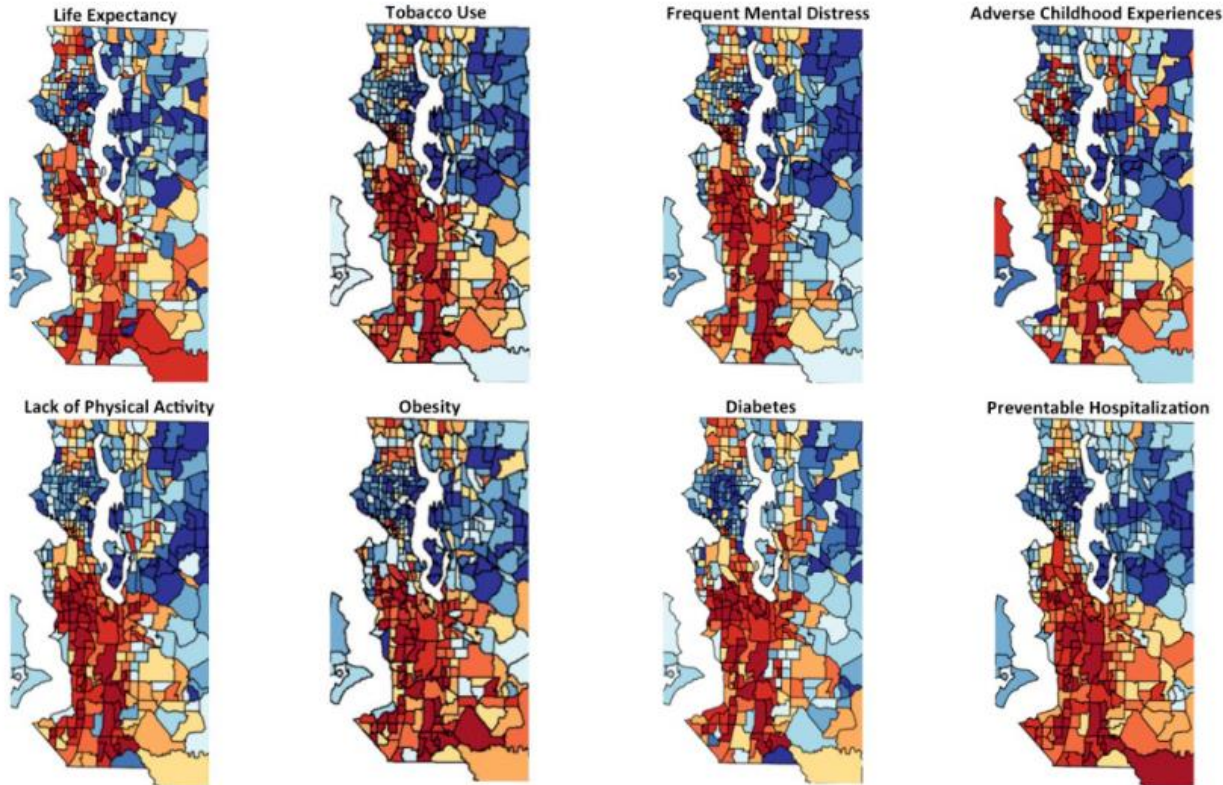 Life Expectancy
Tobacco Use
Frequent Mental Distress
Adverse Childhood Experiences
Lack of Physical Activity
Obesity
Diabetes
Preventable Hospitalization